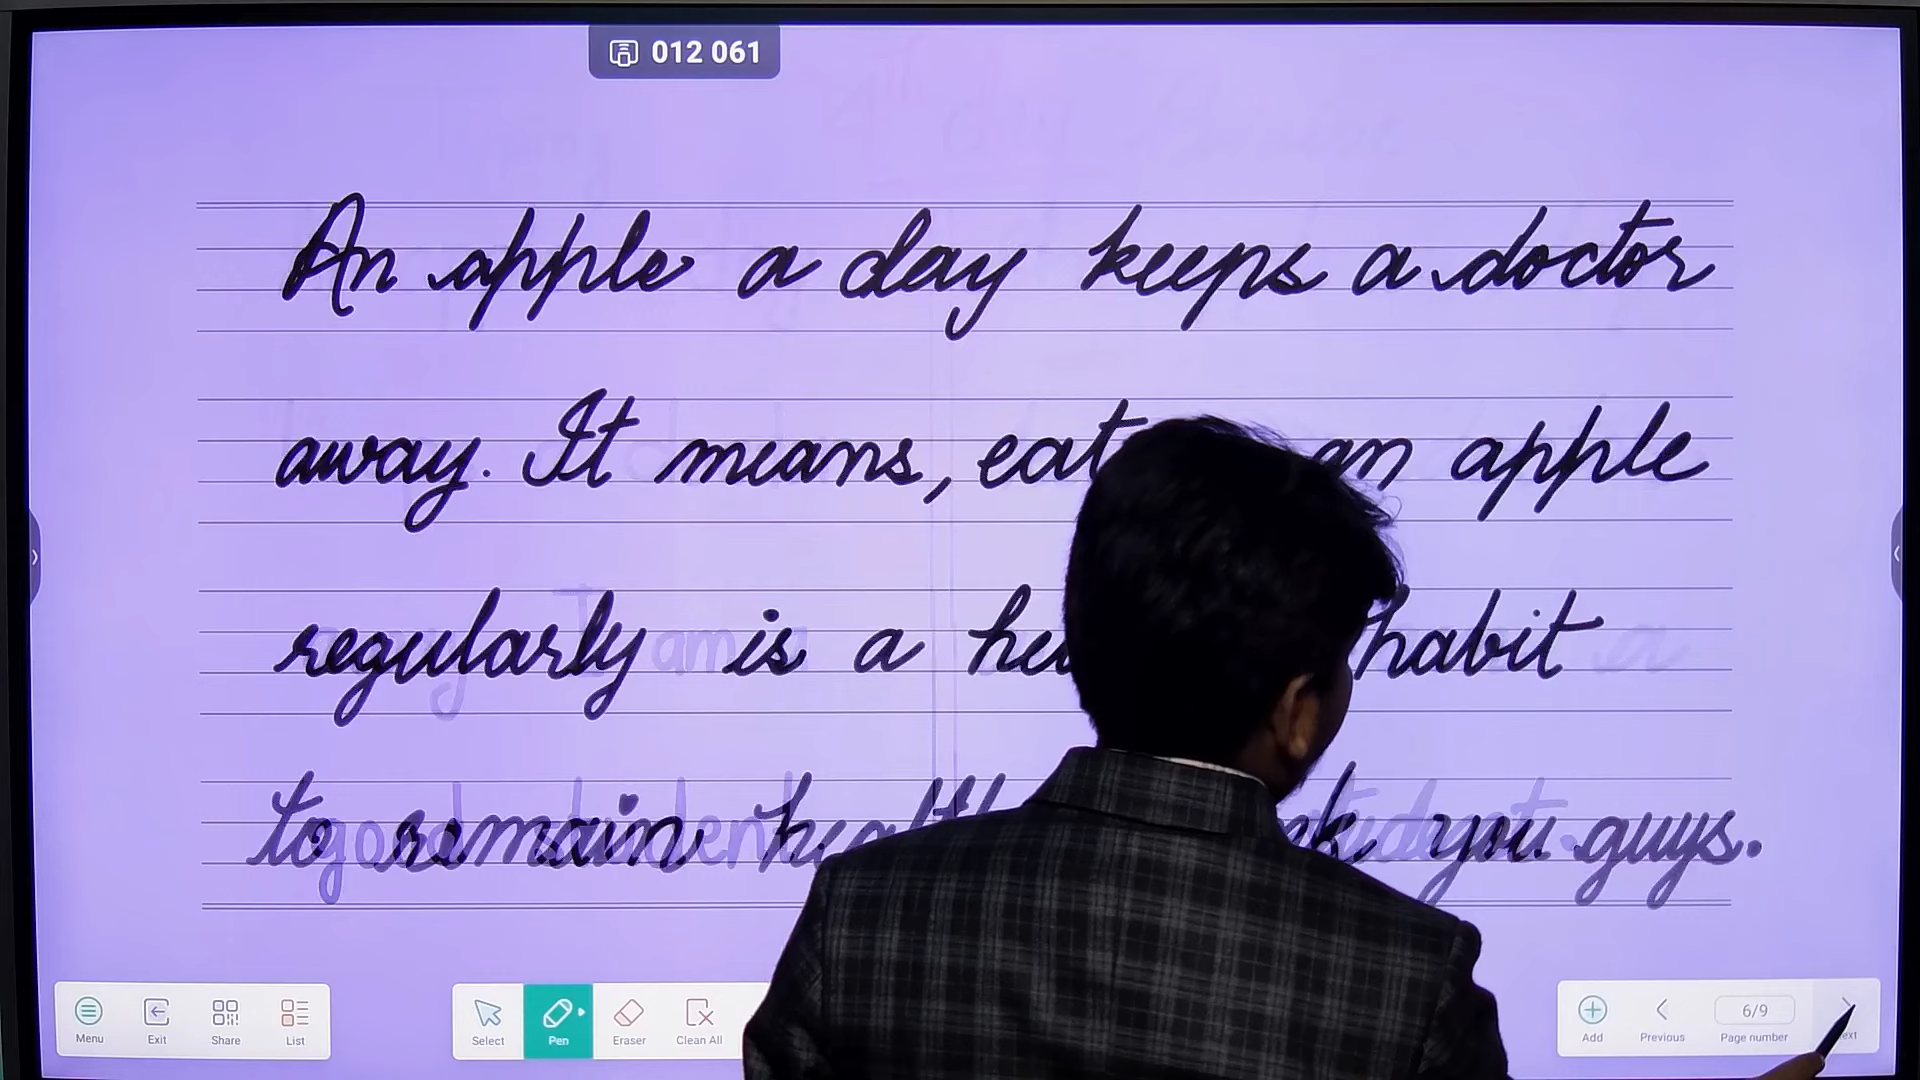 012 061
An apple a day keeps a doctor
away. It means, eat an apple
regularly is a habit
to remain you guys.
Menu Exit Share List Select Pen Eraser Clean All Add Previous 6/9 Page number